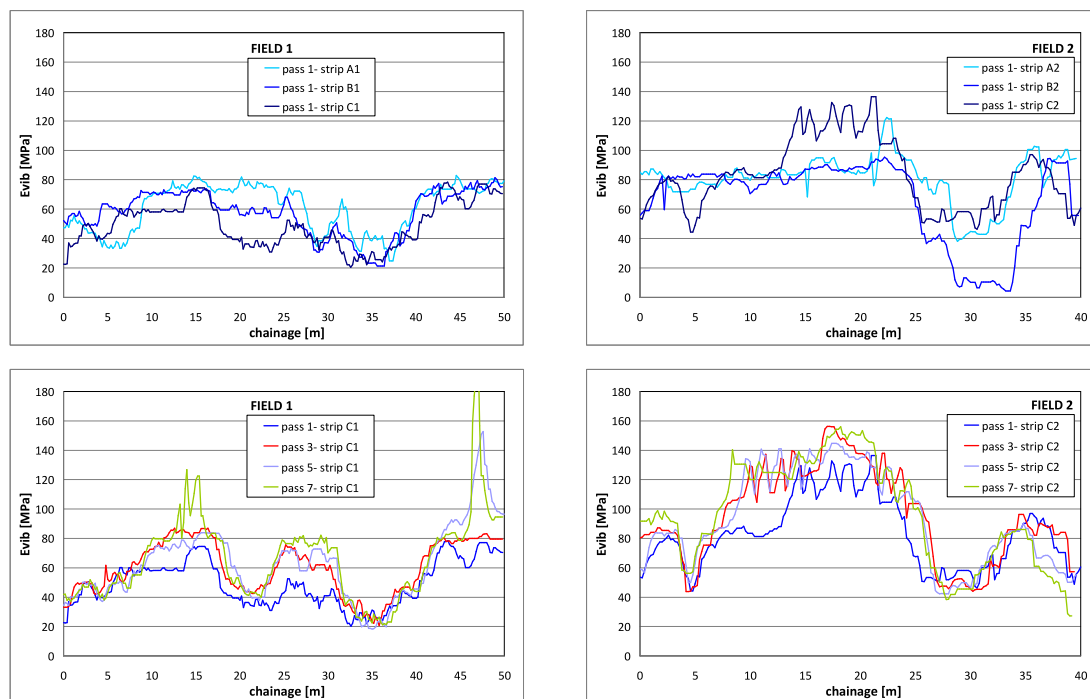 FIELD 1
pass 1- strip A1
pass 1- strip B1
pass 1- strip C1
Evib [MPa]
180
160
140
120
100
80
60
40
20
0
0 5 10 15 20 25 30 35 40 45 50
chainage [m]
FIELD 2
pass 1- strip A2
pass 1- strip B2
pass 1- strip C2
Evib [MPa]
180
160
140
120
100
80
60
40
20
0
0 5 10 15 20 25 30 35 40
chainage [m]
FIELD 1
pass 1- strip C1
pass 3- strip C1
pass 5- strip C1
pass 7- strip C1
Evib [MPa]
180
160
140
120
100
80
60
40
20
0
0 5 10 15 20 25 30 35 40 45 50
chainage [m]
FIELD 2
pass 1- strip C2
pass 3- strip C2
pass 5- strip C2
pass 7- strip C2
Evib [MPa]
180
160
140
120
100
80
60
40
20
0
0 5 10 15 20 25 30 35 40
chainage [m]